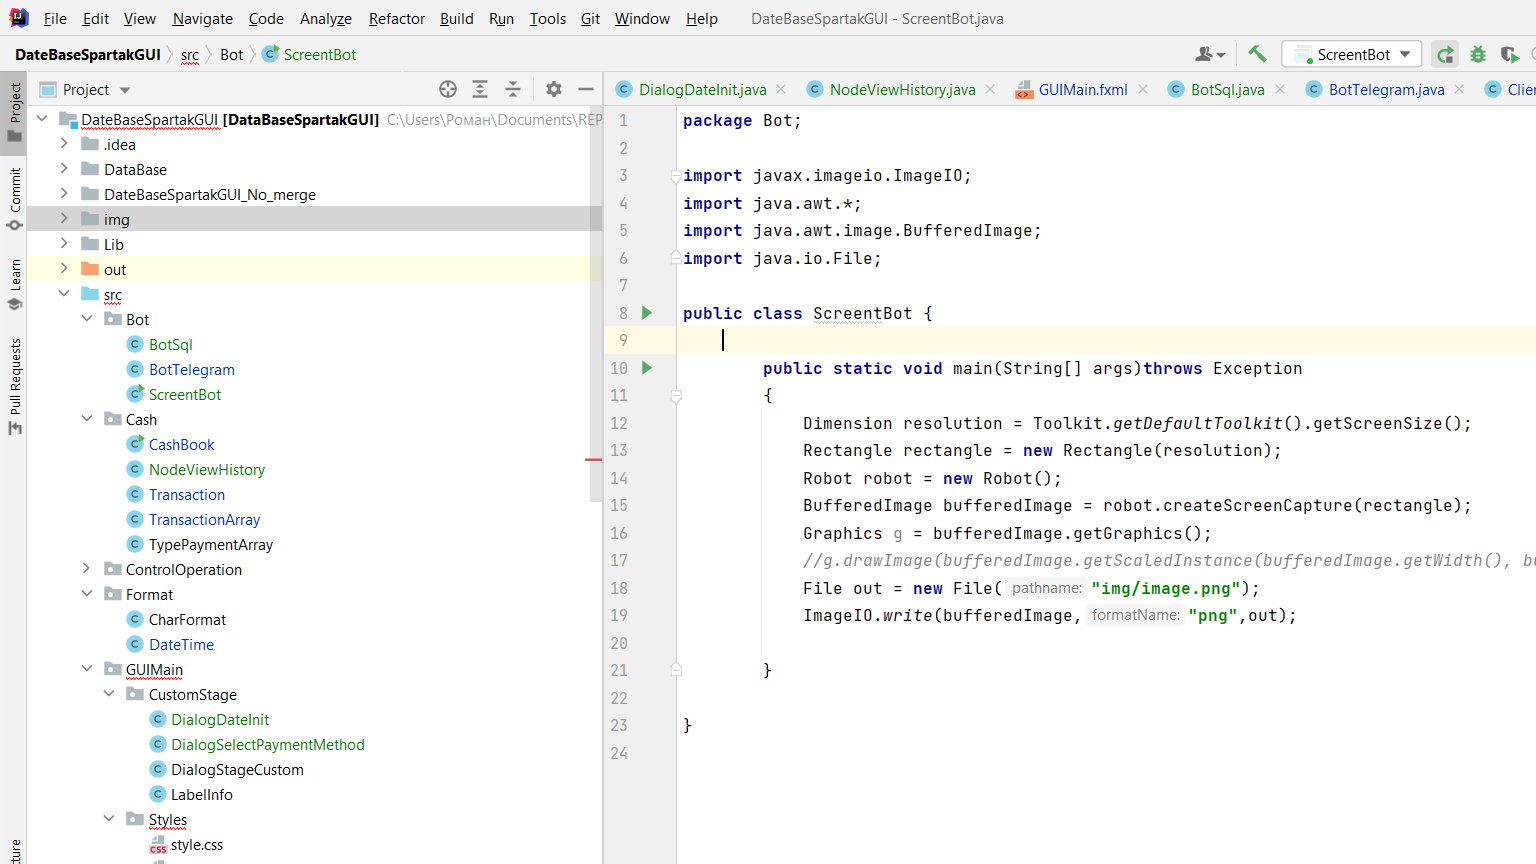 File Edit View Navigate Code Analyze Refactor Build Run Tools Git Window Help DateBaseSpartakGUI - ScreentBot.java
DateBaseSpartakGUI src Bot ScreentBot ScreentBot
Project
DialogDateInit.java NodeViewHistory.java GUIMain.fxml BotSql.java BotTelegram.java Clien
Project
Commit
Learn
Pull Requests
DateBaseSpartakGUI [DataBaseSpartakGUI] C:\Users\Роман\Documents\REP
.idea
DataBase
DateBaseSpartakGUI_No_merge
img
Lib
out
src
Bot
BotSql
BotTelegram
ScreentBot
Cash
CashBook
NodeViewHistory
Transaction
TransactionArray
TypePaymentArray
ControlOperation
Format
CharFormat
DateTime
GUIMain
CustomStage
DialogDateInit
DialogSelectPaymentMethod
DialogStageCustom
LabelInfo
Styles
style.css
1 package Bot;
2
3 import javax.imageio.ImageIO;
4 import java.awt.*;
5 import java.awt.image.BufferedImage;
6 import java.io.File;
7
8 public class ScreentBot {
9
10 public static void main(String[] args)throws Exception
11 {
12 Dimension resolution = Toolkit.getDefaultToolkit().getScreenSize();
13 Rectangle rectangle = new Rectangle(resolution);
14 Robot robot = new Robot();
15 BufferedImage bufferedImage = robot.createScreenCapture(rectangle);
16 Graphics g = bufferedImage.getGraphics();
17 //g.drawImage(bufferedImage.getScaledInstance(bufferedImage.getWidth(), bu
18 File out = new File( pathname: "img/image.png");
19 ImageIO.write(bufferedImage, formatName: "png",out);
20
21 }
22
23 }
24